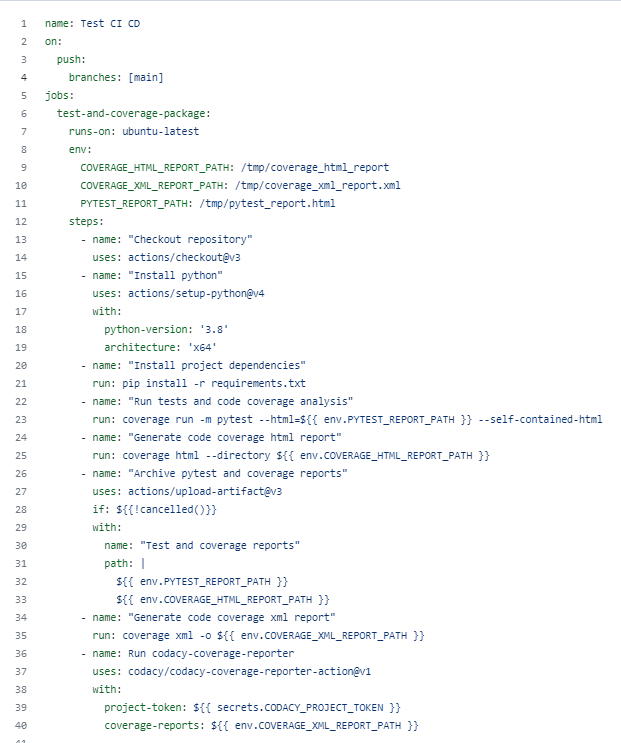 1 name: Test CI CD
2 on:
3   push:
4     branches: [main]
5 jobs:
6   test-and-coverage-package:
7     runs-on: ubuntu-latest
8     env:
9       COVERAGE_HTML_REPORT_PATH: /tmp/coverage_html_report
10       COVERAGE_XML_REPORT_PATH: /tmp/coverage_xml_report.xml
11       PYTEST_REPORT_PATH: /tmp/pytest_report.html
12     steps:
13       - name: "Checkout repository"
14         uses: actions/checkout@v3
15       - name: "Install python"
16         uses: actions/setup-python@v4
17         with:
18           python-version: '3.8'
19           architecture: 'x64'
20       - name: "Install project dependencies"
21         run: pip install -r requirements.txt
22       - name: "Run tests and code coverage analysis"
23         run: coverage run -m pytest --html=${{ env.PYTEST_REPORT_PATH }} --self-contained-html
24       - name: "Generate code coverage html report"
25         run: coverage html --directory ${{ env.COVERAGE_HTML_REPORT_PATH }}
26       - name: "Archive pytest and coverage reports"
27         uses: actions/upload-artifact@v3
28         if: ${{!cancelled()}}
29         with:
30           name: "Test and coverage reports"
31           path: |
32             ${{ env.PYTEST_REPORT_PATH }}
33             ${{ env.COVERAGE_HTML_REPORT_PATH }}
34       - name: "Generate code coverage xml report"
35         run: coverage xml -o ${{ env.COVERAGE_XML_REPORT_PATH }}
36       - name: Run codacy-coverage-reporter
37         uses: codacy/codacy-coverage-reporter-action@v1
38         with:
39           project-token: ${{ secrets.CODACY_PROJECT_TOKEN }}
40           coverage-reports: ${{ env.COVERAGE_XML_REPORT_PATH }}